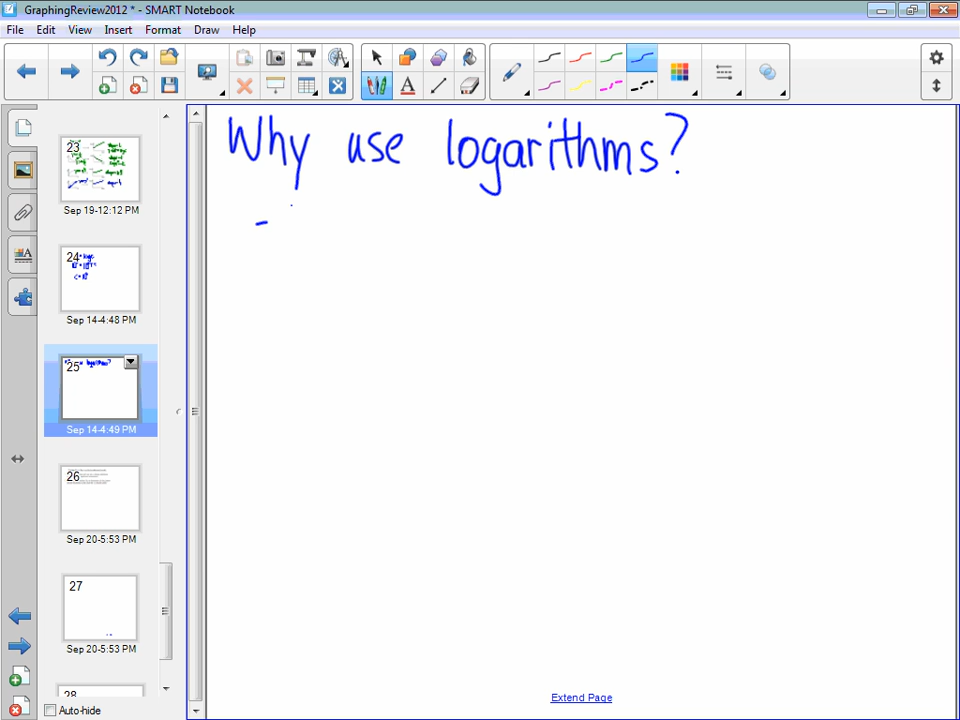 GraphingReview2012 * - SMART Notebook
File Edit View Insert Format Draw Help
Why use logarithms?
-
23
Sep 19-12:12 PM
24
Sep 14-4:48 PM
25
Sep 14-4:49 PM
26
Sep 20-5:53 PM
27
Sep 20-5:53 PM
28
Auto-hide
Extend Page